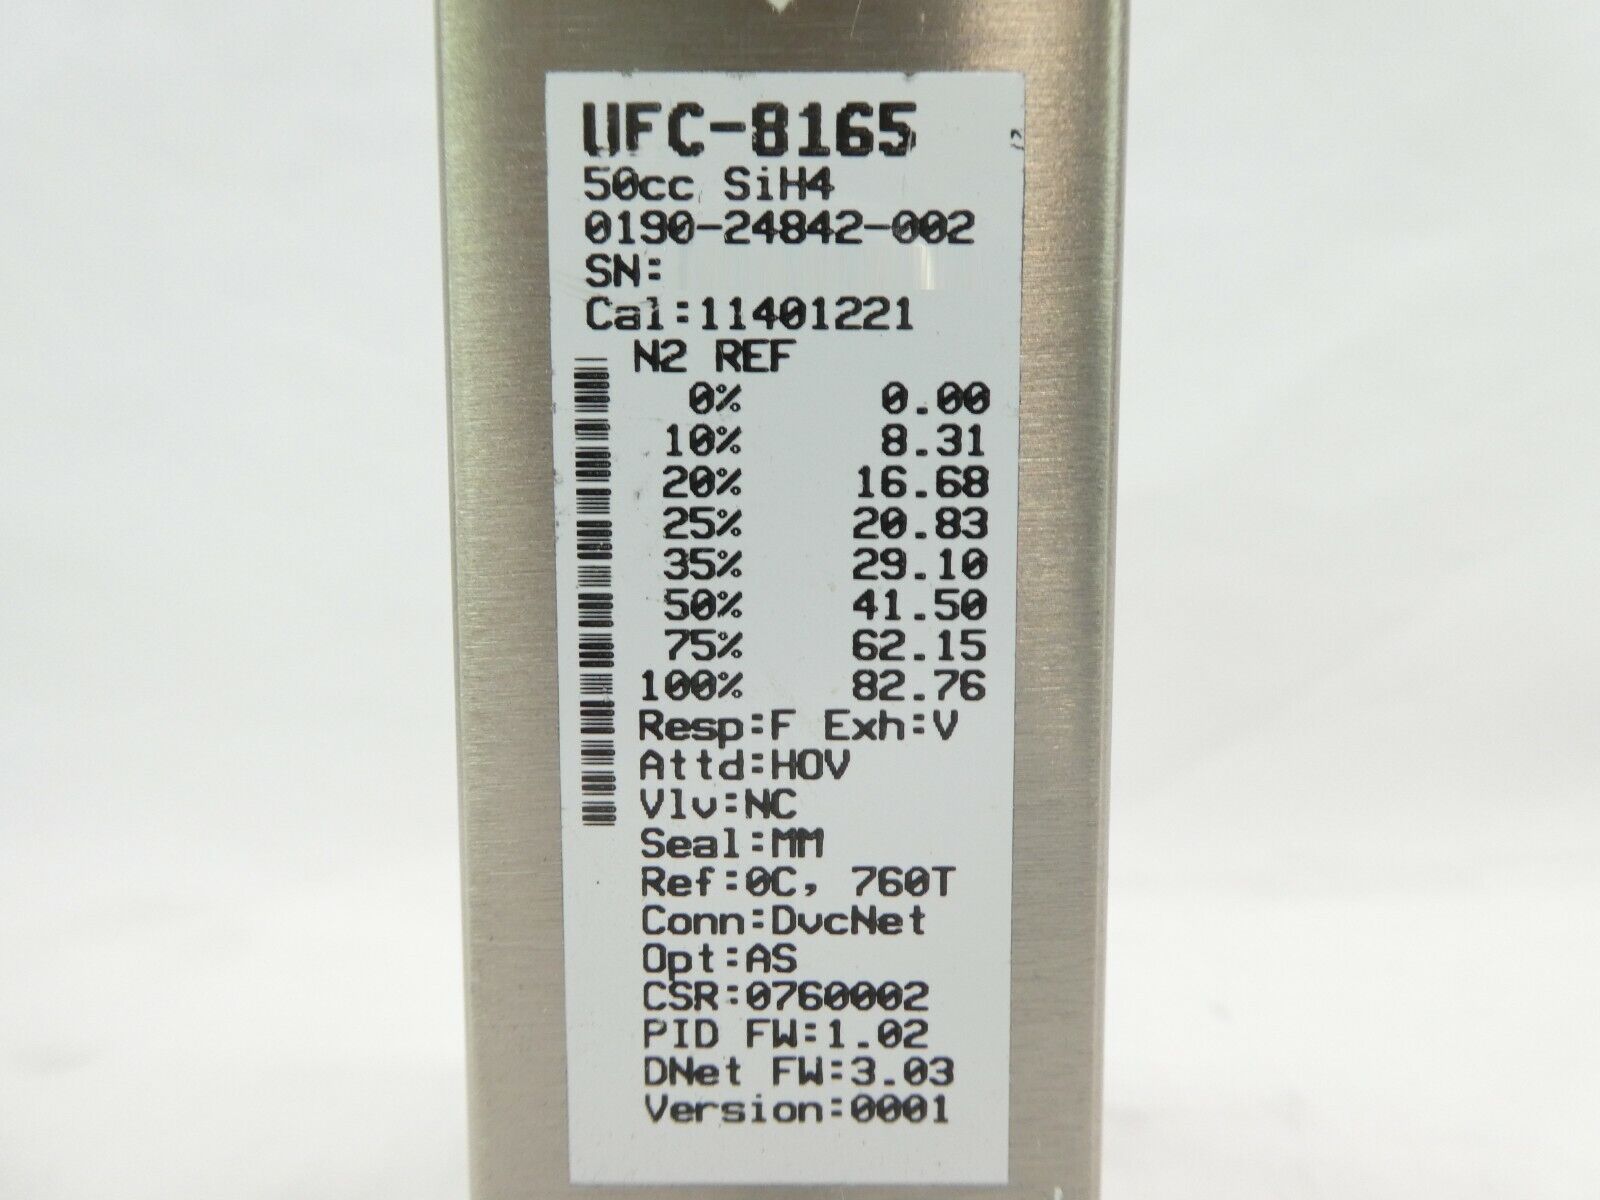 UFC-8165
50cc SiH4
0190-24842-002
SN:
Cal:11401221
N2 REF
0% 0.00
10% 8.31
20% 16.68
25% 20.83
35% 29.10
50% 41.50
75% 62.15
100% 82.76
Resp:F Exh:V
Attd:HOV
Vlv:NC
Seal:MM
Ref:0C, 760T
Conn:DvcNet
Opt:AS
CSR:0760002
PID FW:1.02
DNet FW:3.03
Version:0001